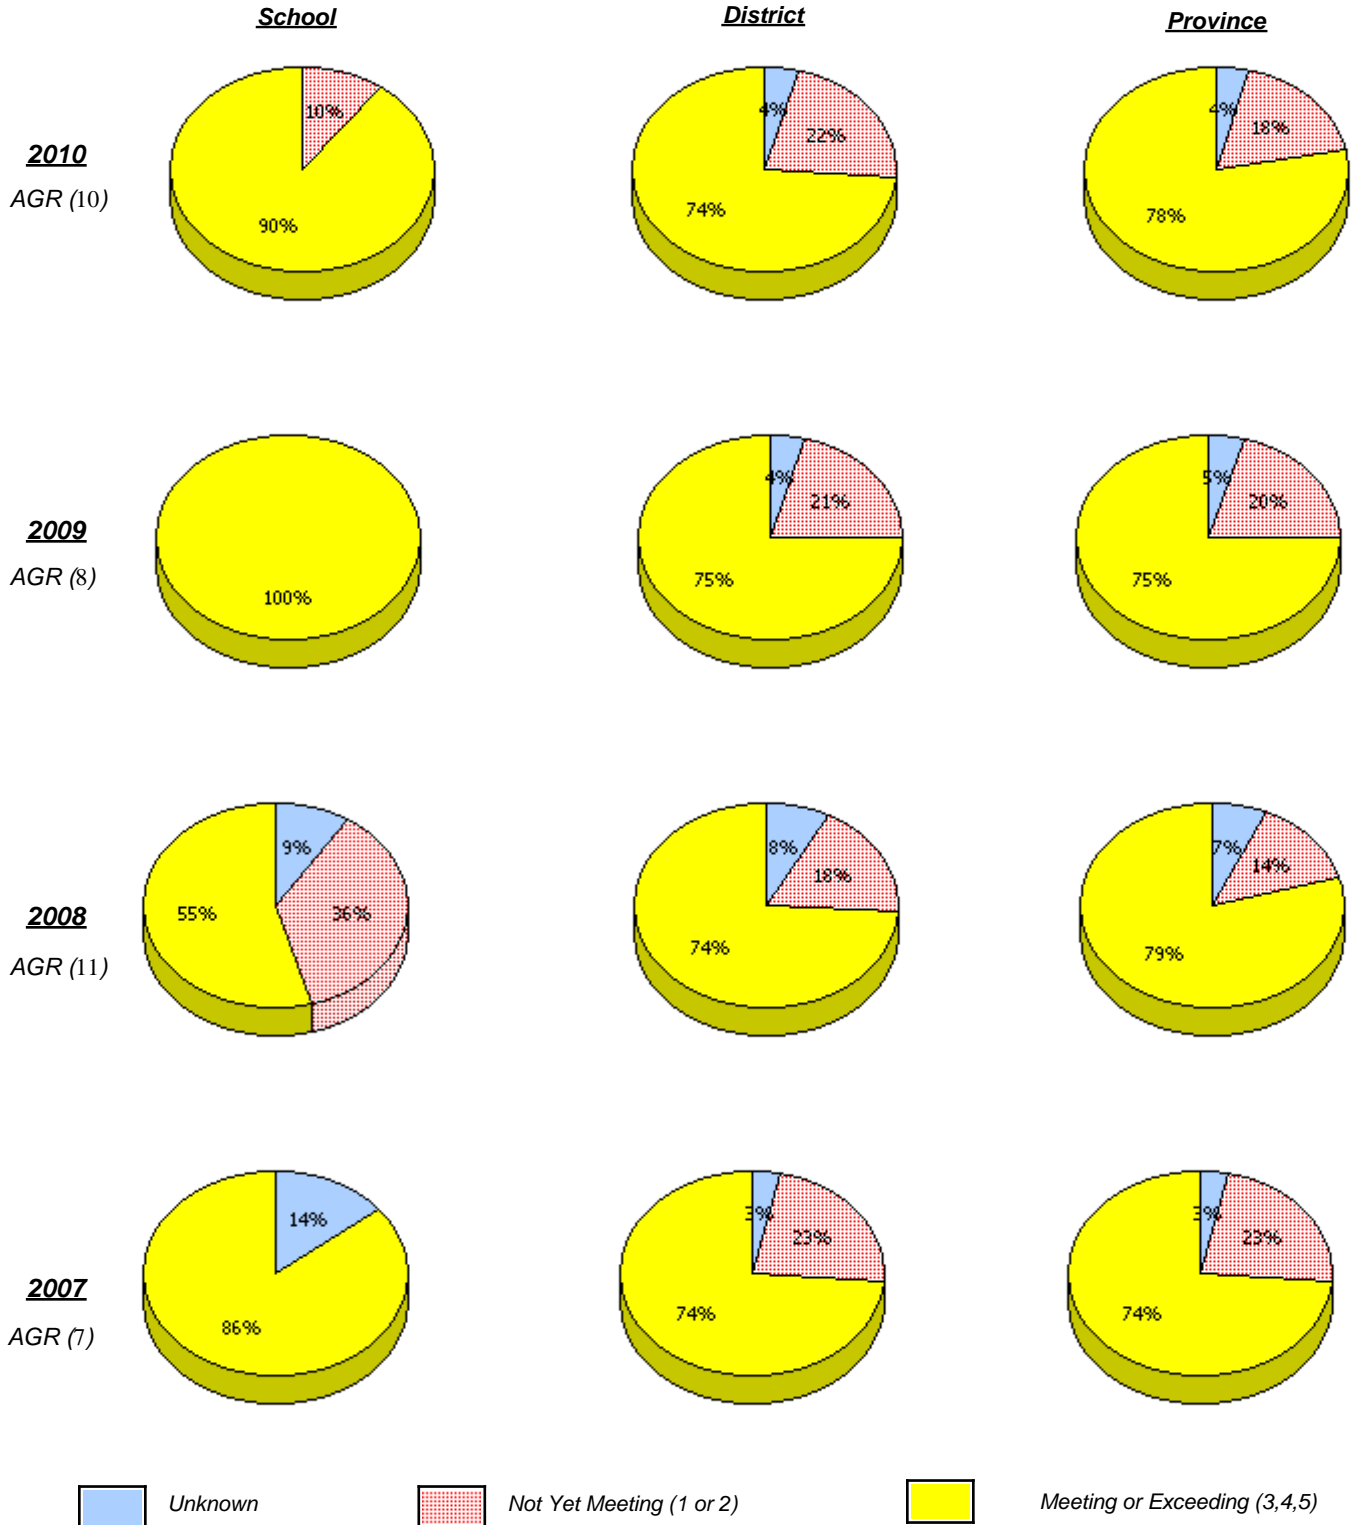 School District Province
10% 4% 22% 4% 18%
2010
AGR (10)
90% 74% 78%
4% 21% 5% 20%
2009
AGR (8)
100% 75% 75%
9% 8% 18% 7% 14%
55% 36%
2008
74% 79%
AGR (11)
14% 3% 23% 3% 23%
2007
86% 74% 74%
AGR (7)
Unknown Not Yet Meeting (1 or 2) Meeting or Exceeding (3,4,5)